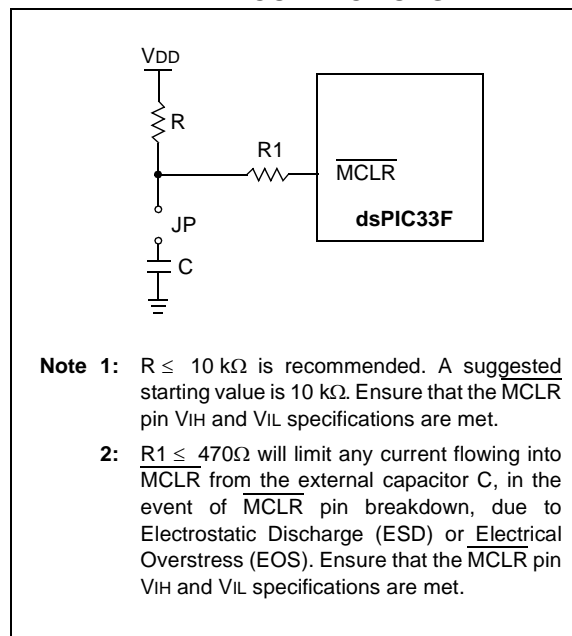 VDD
R
R1
MCLR
JP
dsPIC33F
C
Note 1: R ≤ 10 kΩ is recommended. A suggested
starting value is 10 kΩ. Ensure that the MCLR
pin VIH and VIL specifications are met.
2: R1 ≤ 470Ω will limit any current flowing into
MCLR from the external capacitor C, in the
event of MCLR pin breakdown, due to
Electrostatic Discharge (ESD) or Electrical
Overstress (EOS). Ensure that the MCLR pin
VIH and VIL specifications are met.